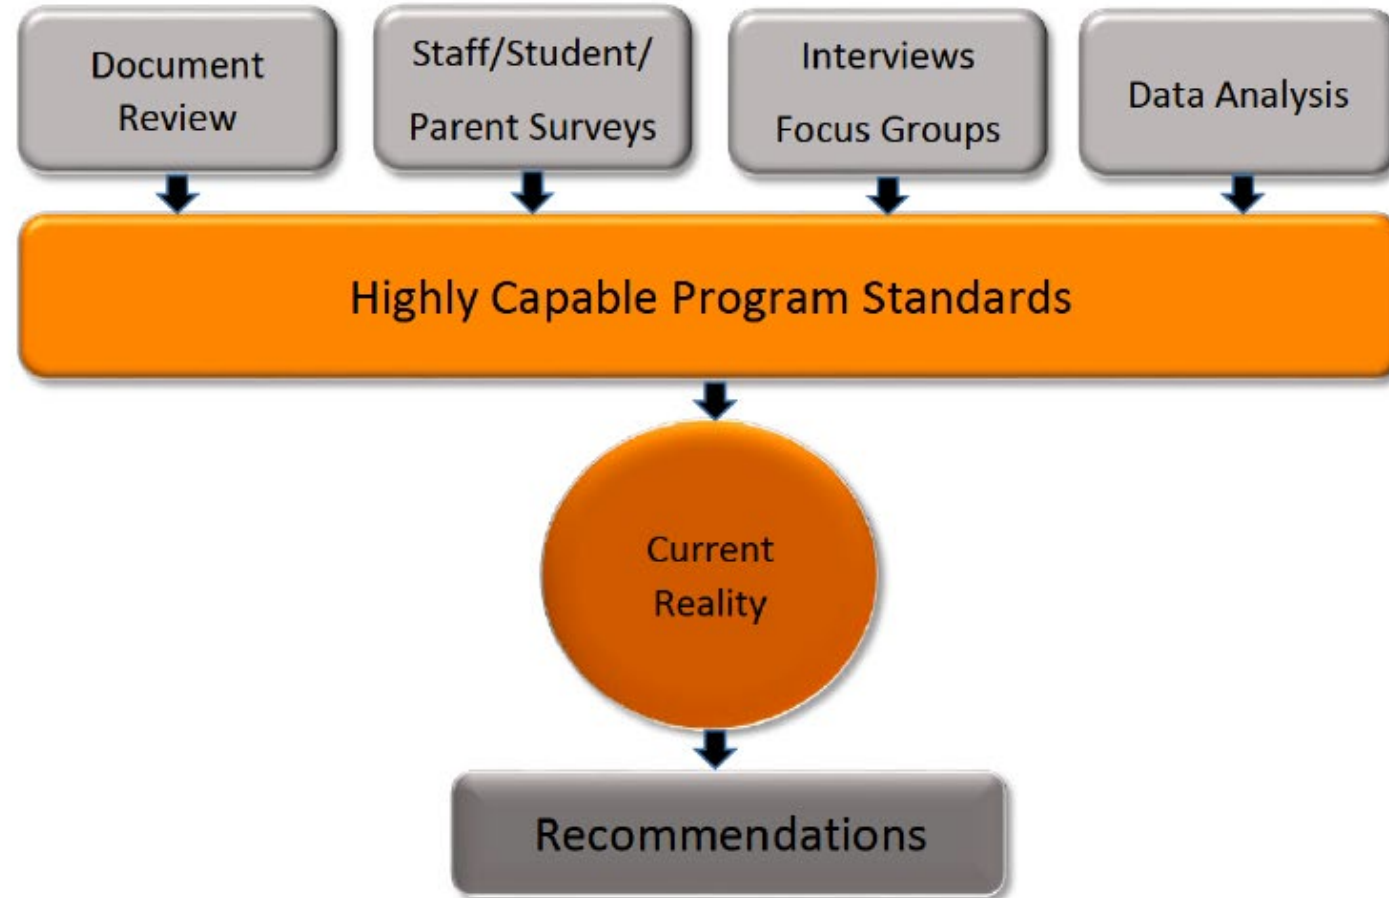 Document
Review
Staff/Student/
Parent Surveys
Interviews
Focus Groups
Data Analysis
Highly Capable Program Standards
Current
Reality
Recommendations